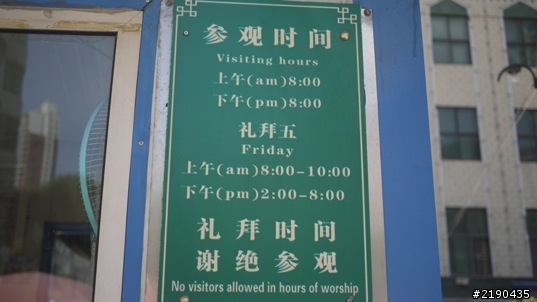 参观时间
Visiting hours
上午(am)8:00
下午(pm)8:00
礼拜五
Friday
上午(am)8:00-10:00
下午(pm)2:00-8:00
礼拜时间
谢绝参观
No visitors allowed in hours of worship
#2190435